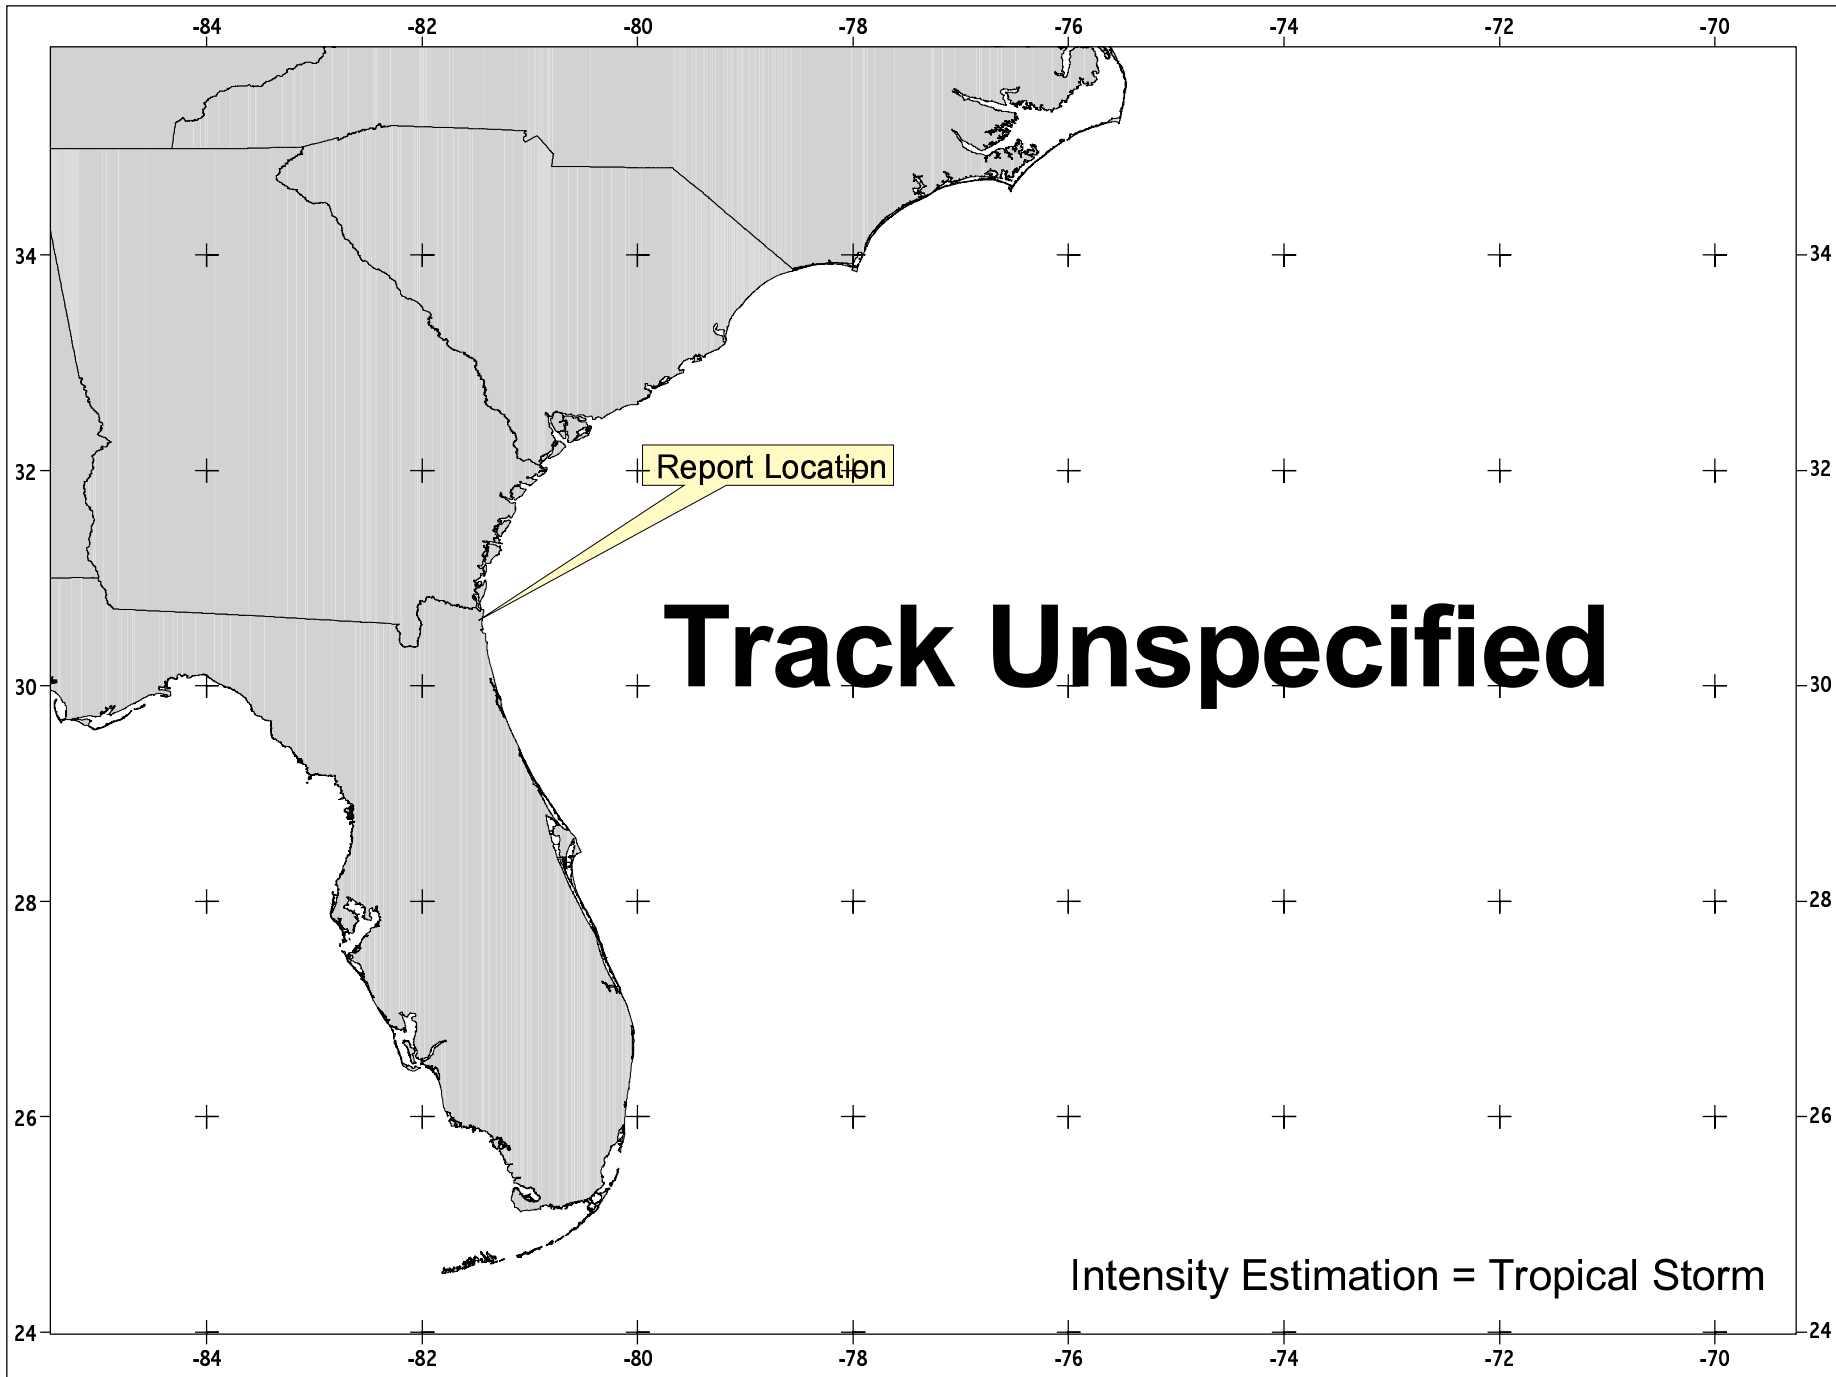 -84 -82 -80 -78 -76 -74 -72 -70
34 34
32 Report Location 32
Track Unspecified
30 30
28 28
26 26
Intensity Estimation = Tropical Storm
24 24
-84 -82 -80 -78 -76 -74 -72 -70